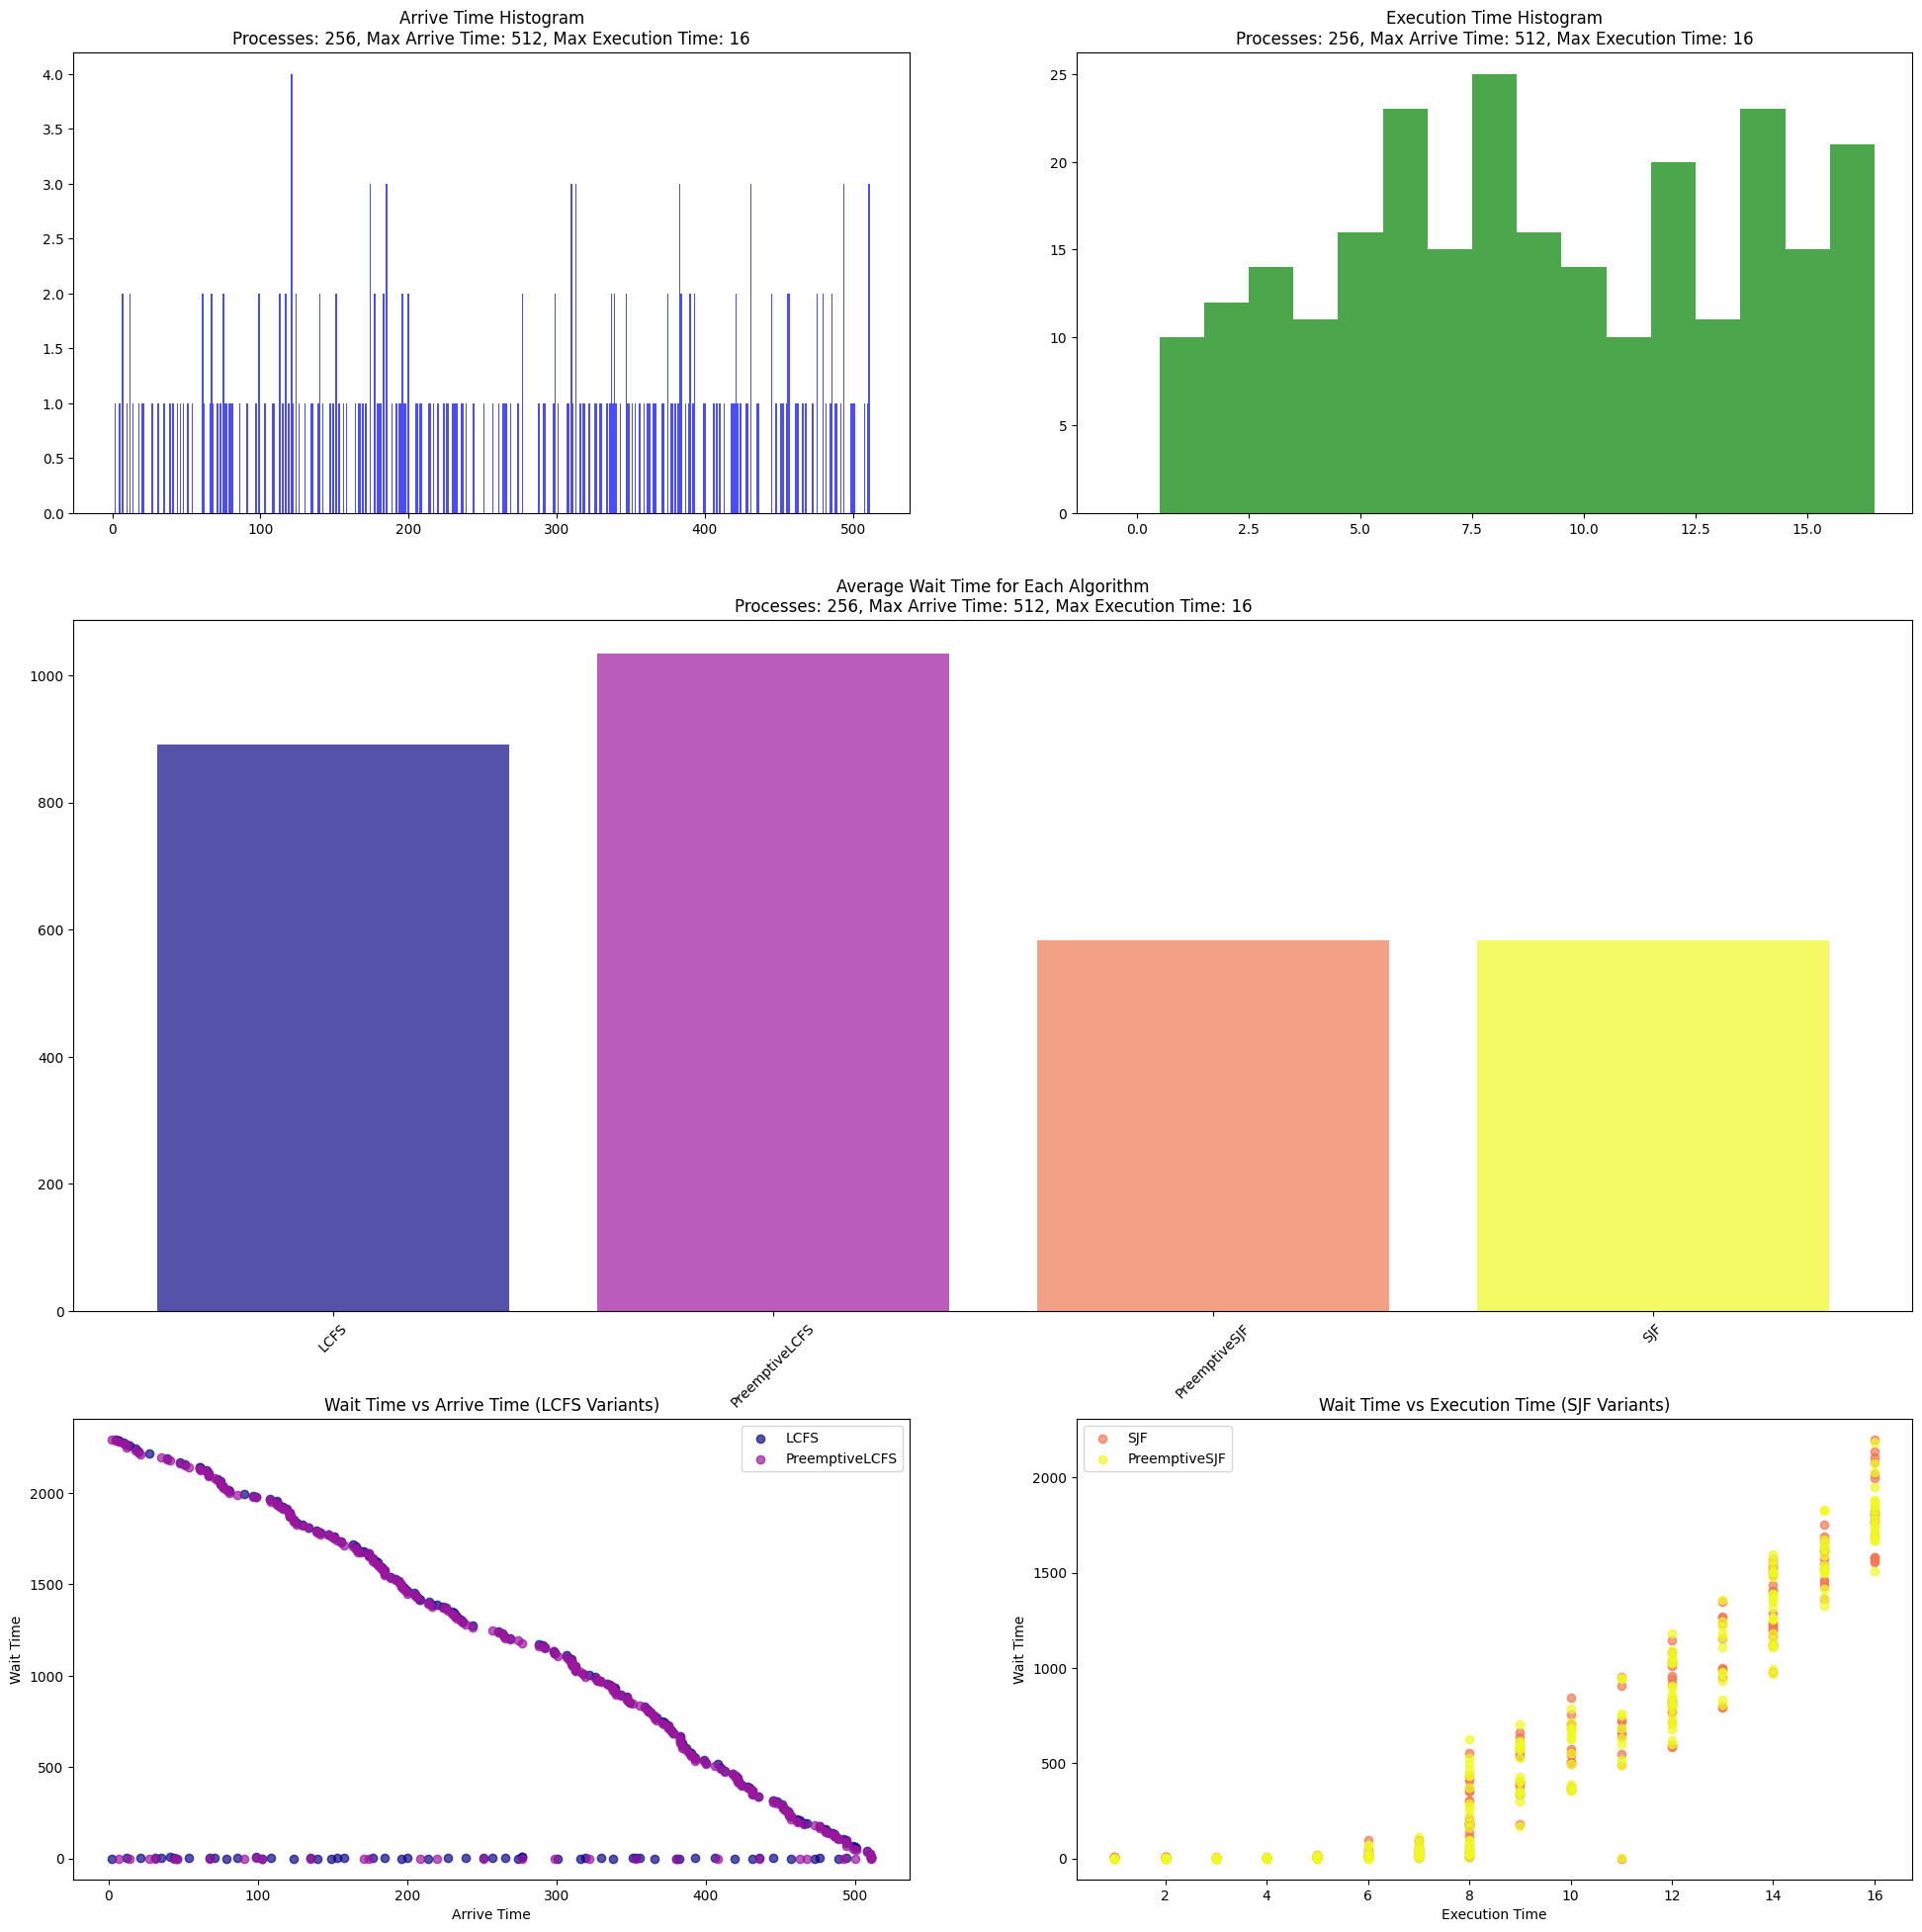 Arrive Time Histogram
Processes: 256, Max Arrive Time: 512, Max Execution Time: 16
4.0
3.5
3.0
2.5
2.0
1.5
1.0
0.5
0.0
0 100 200 300 400 500
Execution Time Histogram
Processes: 256, Max Arrive Time: 512, Max Execution Time: 16
25
20
15
10
5
0
0.0 2.5 5.0 7.5 10.0 12.5 15.0
Average Wait Time for Each Algorithm
Processes: 256, Max Arrive Time: 512, Max Execution Time: 16
1000
800
600
400
200
0
LCFS
PreemptiveLCFS
PreemptiveSJF
SJF
Wait Time vs Arrive Time (LCFS Variants)
LCFS
PreemptiveLCFS
Wait Time
2000
1500
1000
500
0
0 100 200 300 400 500
Arrive Time
Wait Time vs Execution Time (SJF Variants)
SJF
PreemptiveSJF
Wait Time
2000
1500
1000
500
0
2 4 6 8 10 12 14 16
Execution Time